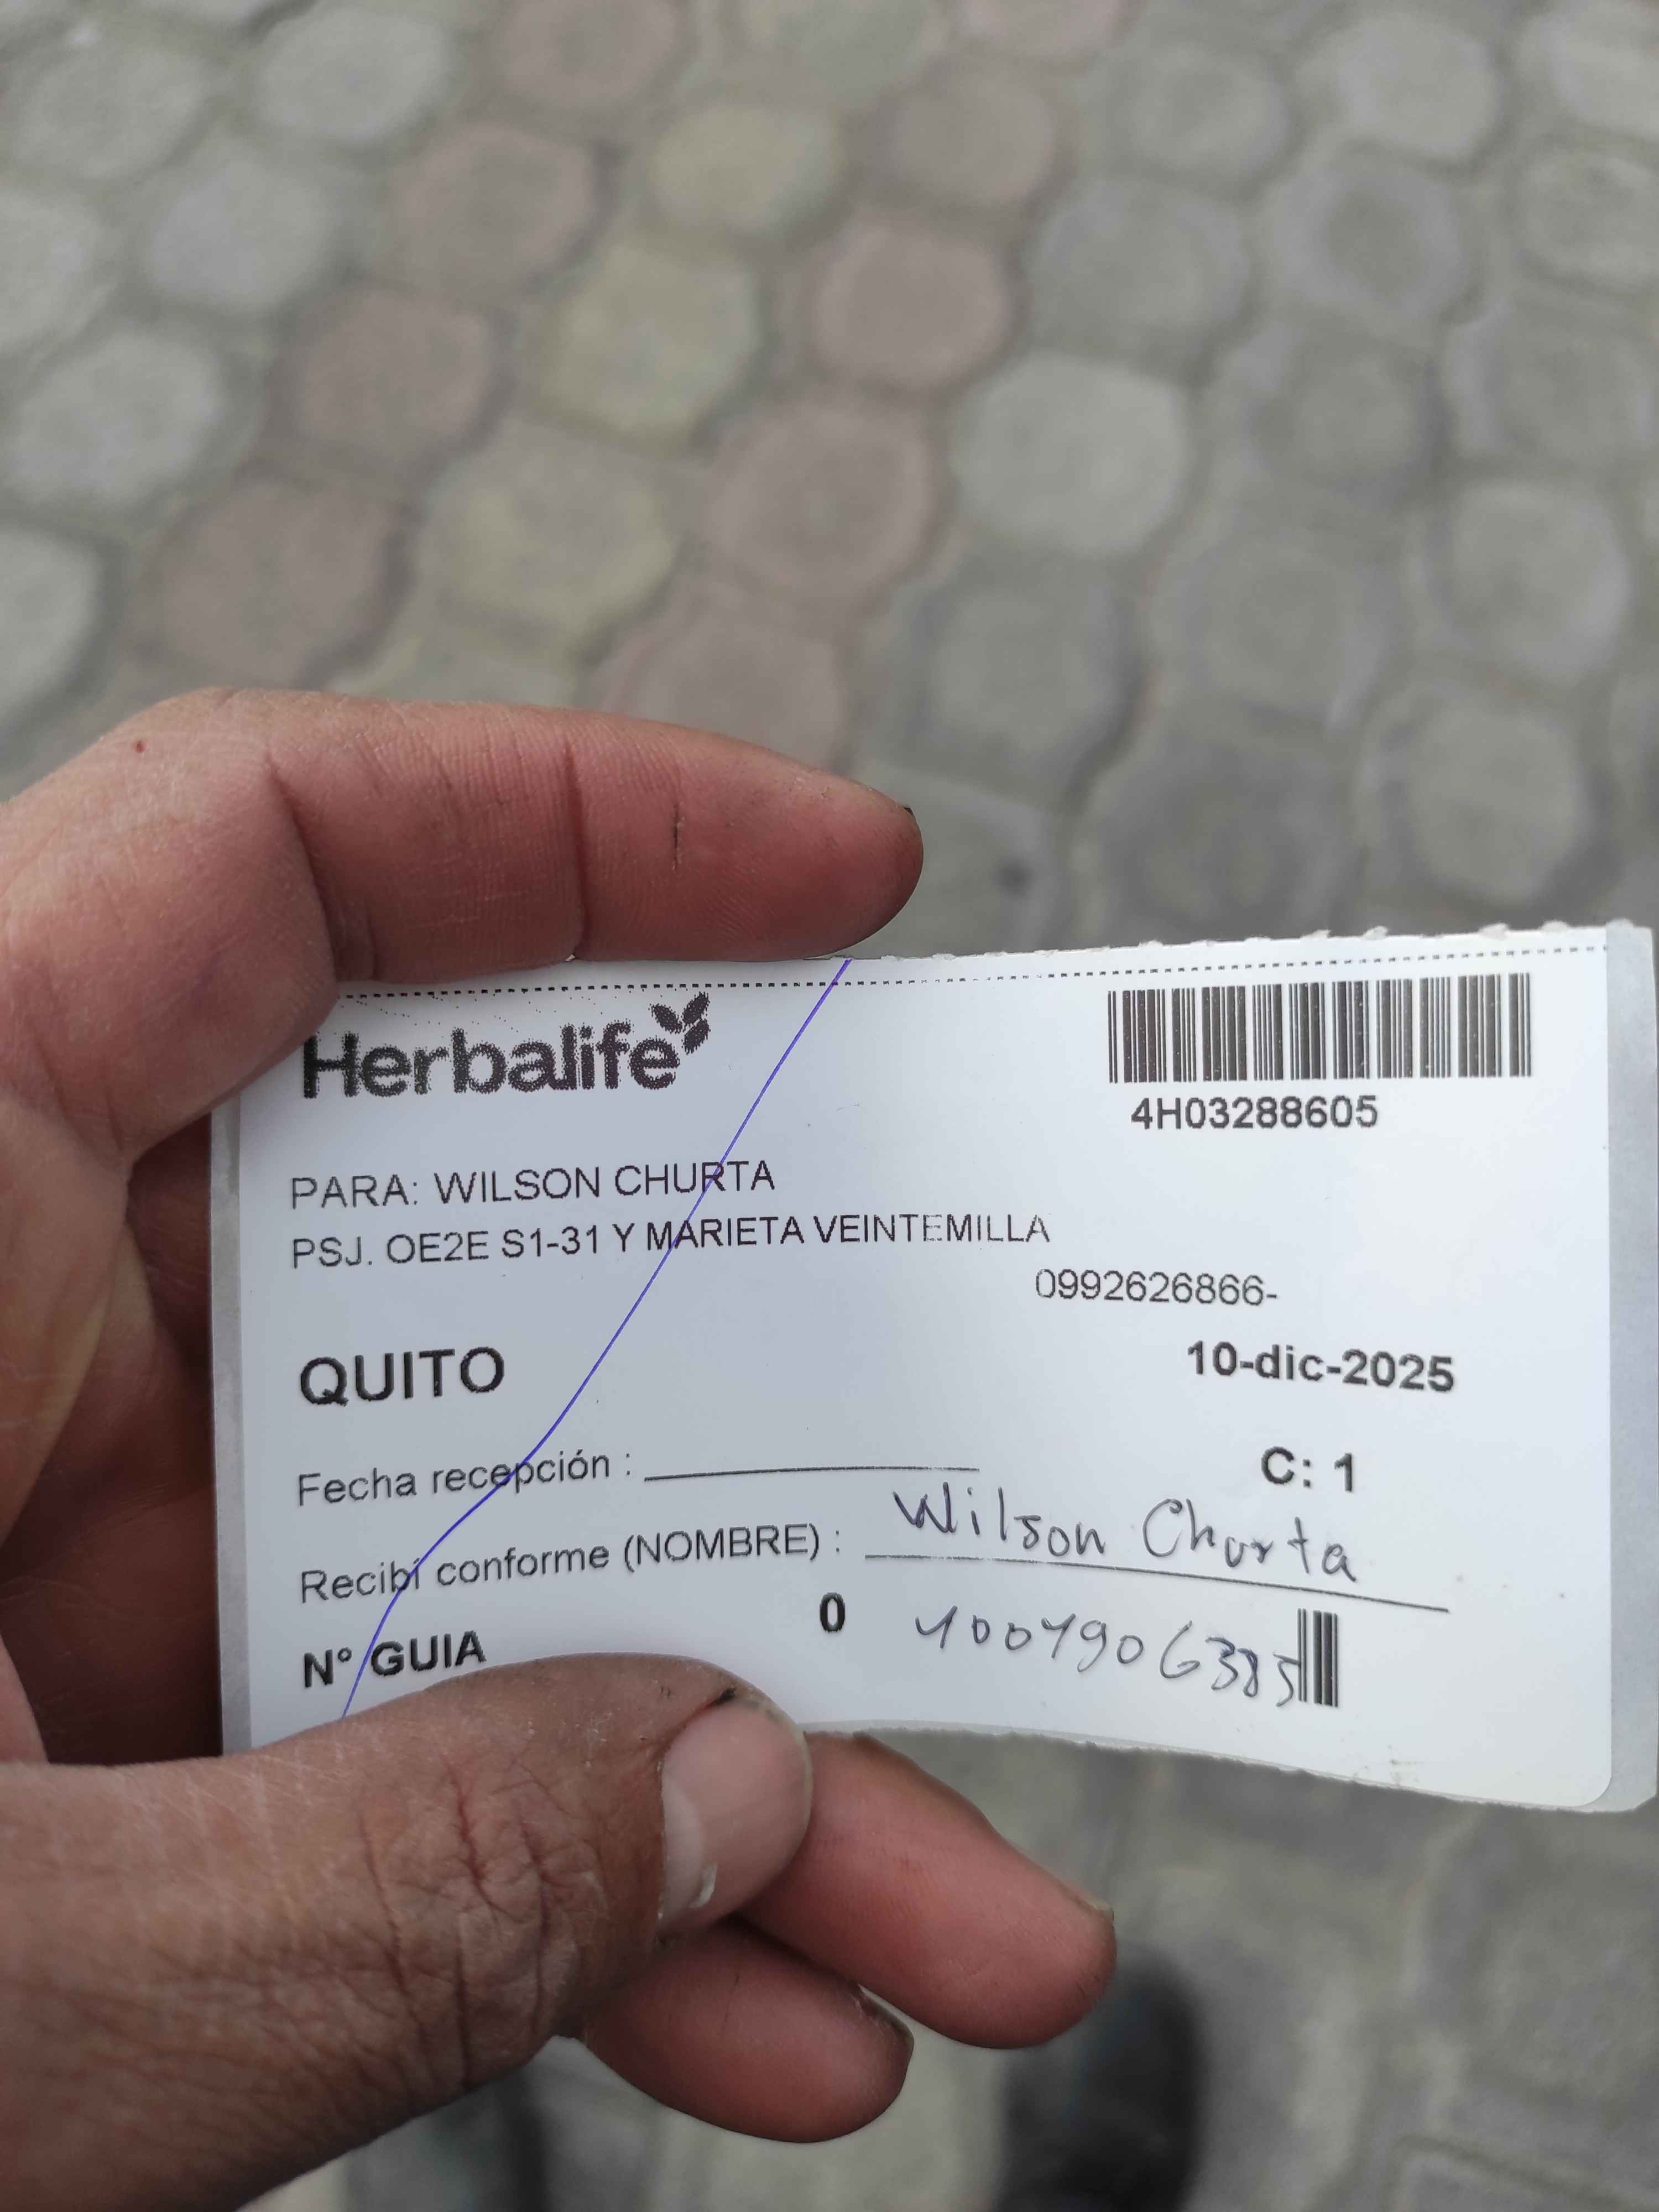 Herbalife
4H03288605
PARA: WILSON CHURTA
PSJ. OE2E S1-31 Y MARIETA VEINTEMILLA
0992626866-
QUITO
10-dic-2025
Fecha recepción :
C: 1
Recibí conforme (NOMBRE) : Wilson Churta
N° GUIA 0